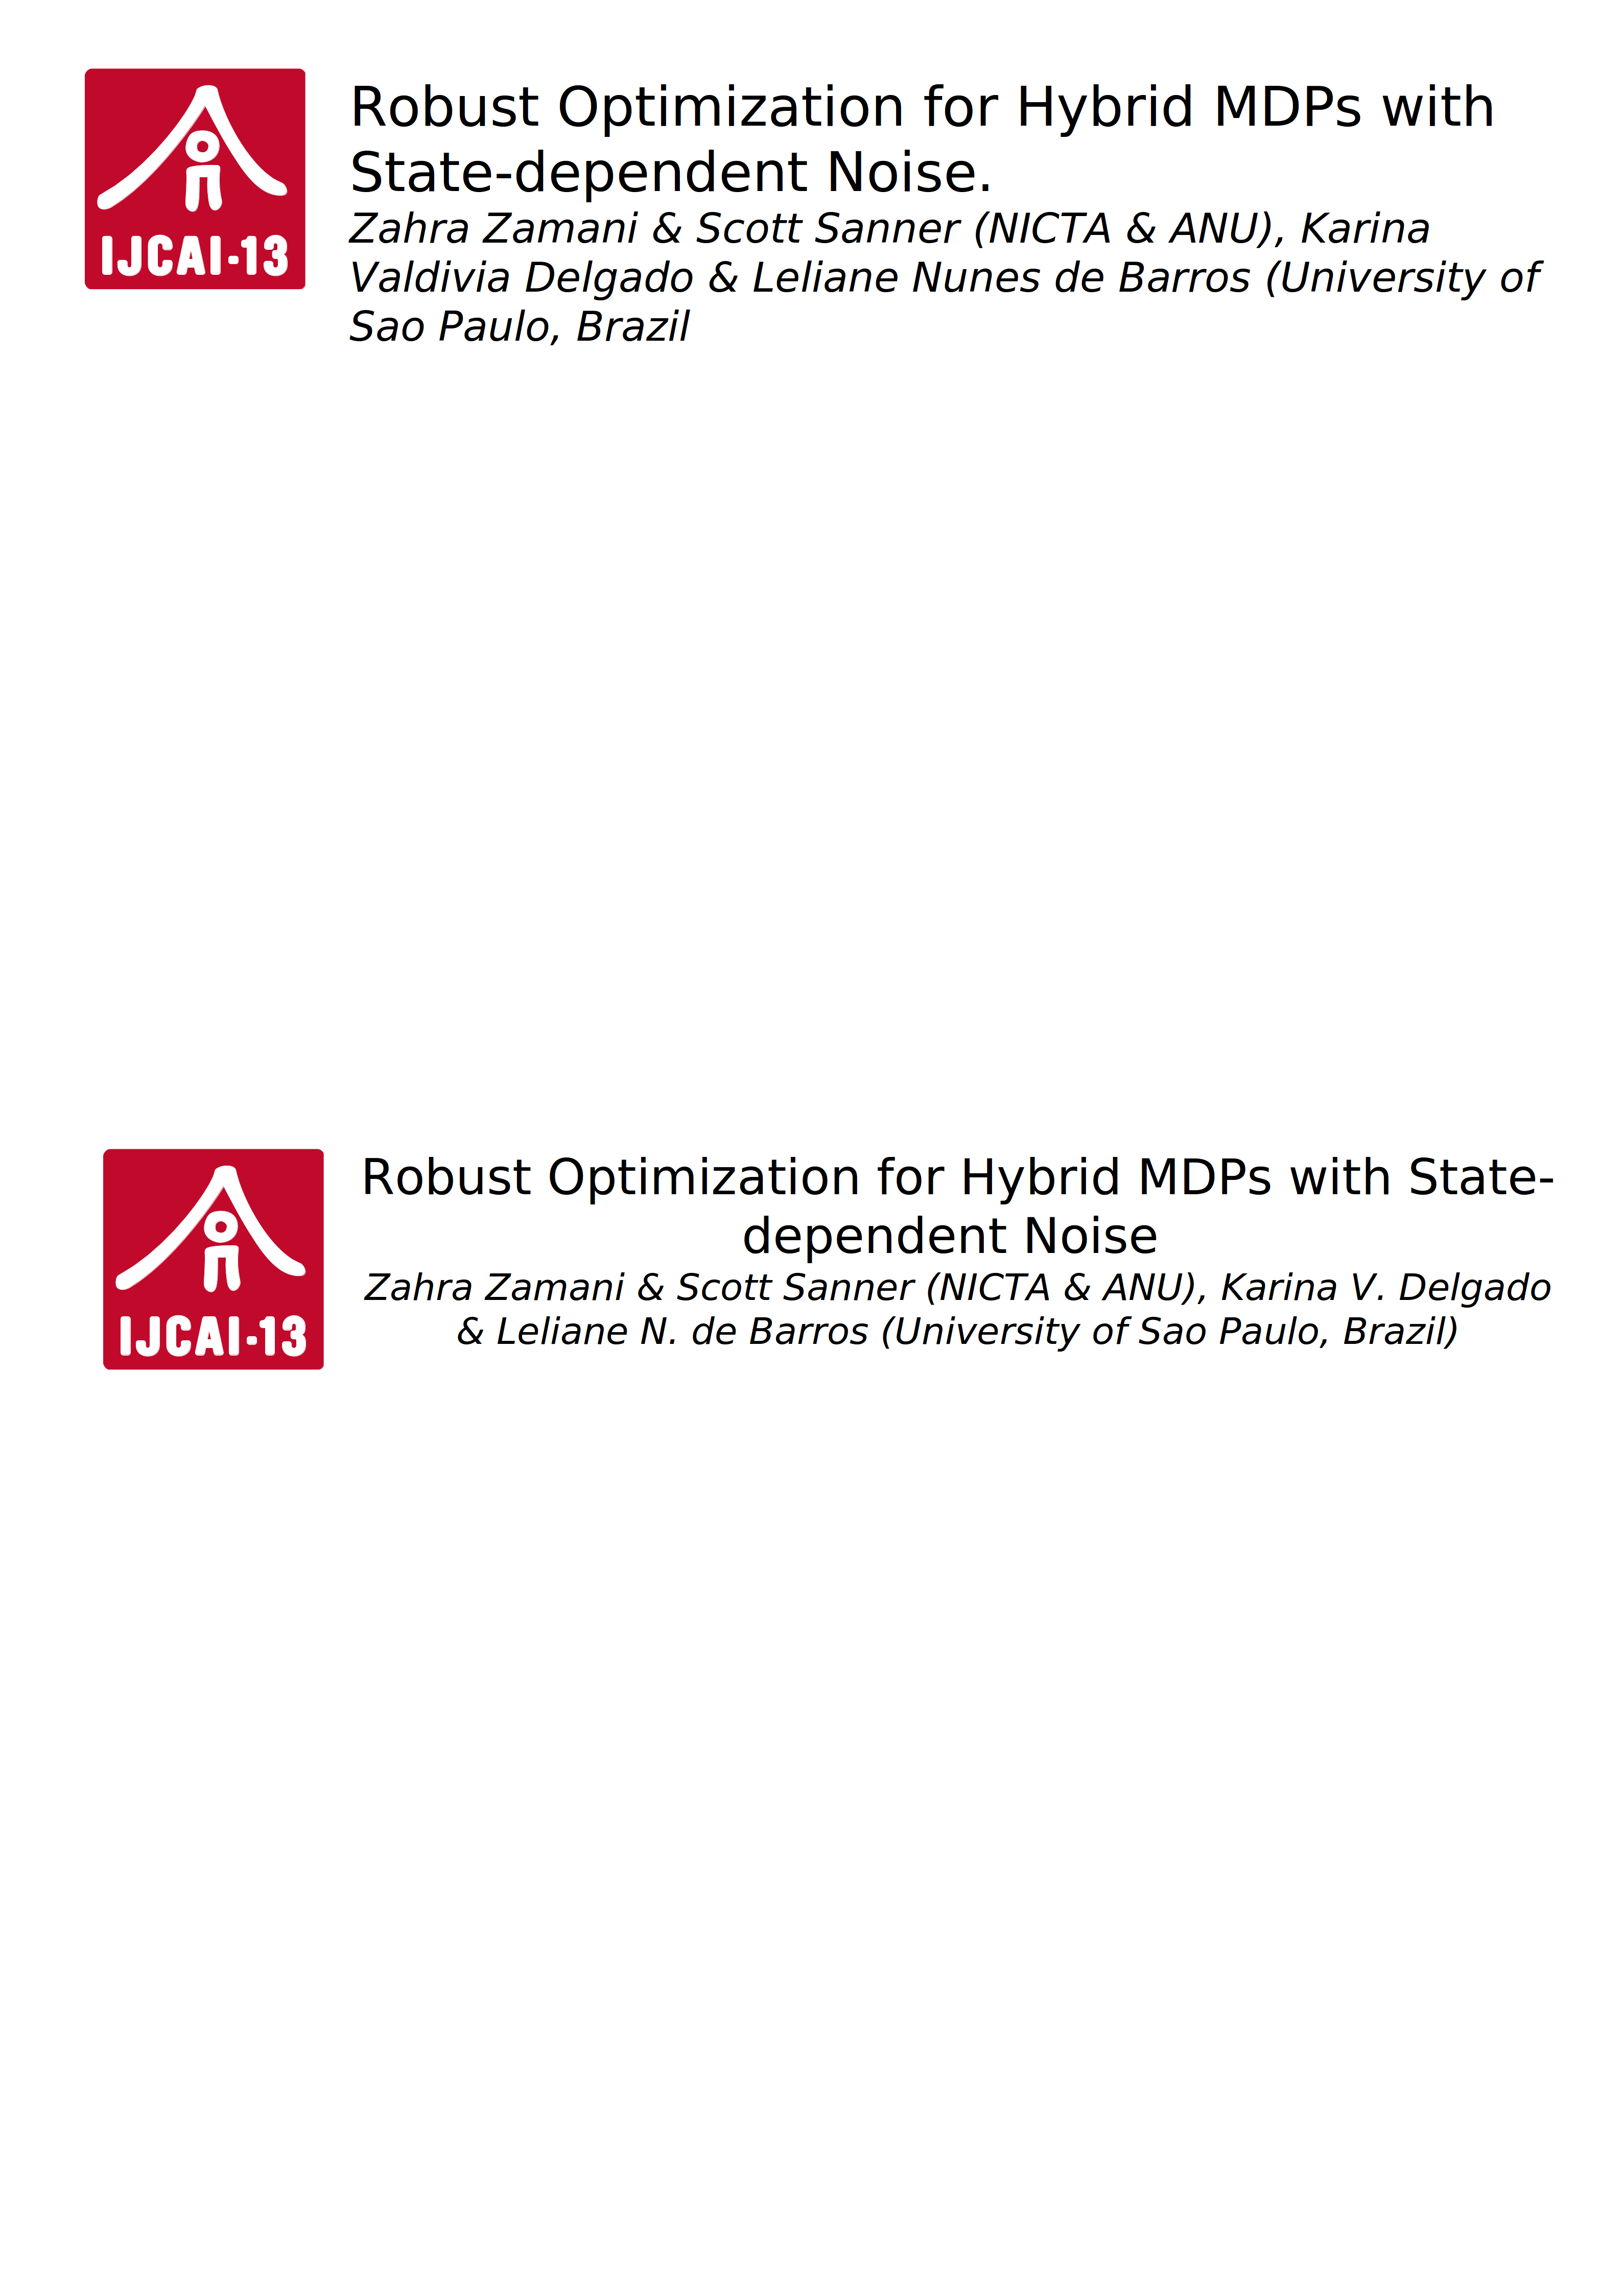 Robust Optimization for Hybrid MDPs with
State-dependent Noise.
Zahra Zamani & Scott Sanner (NICTA & ANU), Karina
Valdivia Delgado & Leliane Nunes de Barros (University of
Sao Paulo, Brazil
IJCAI-13
Robust Optimization for Hybrid MDPs with State-
dependent Noise
Zahra Zamani & Scott Sanner (NICTA & ANU), Karina V. Delgado
& Leliane N. de Barros (University of Sao Paulo, Brazil)
IJCAI-13